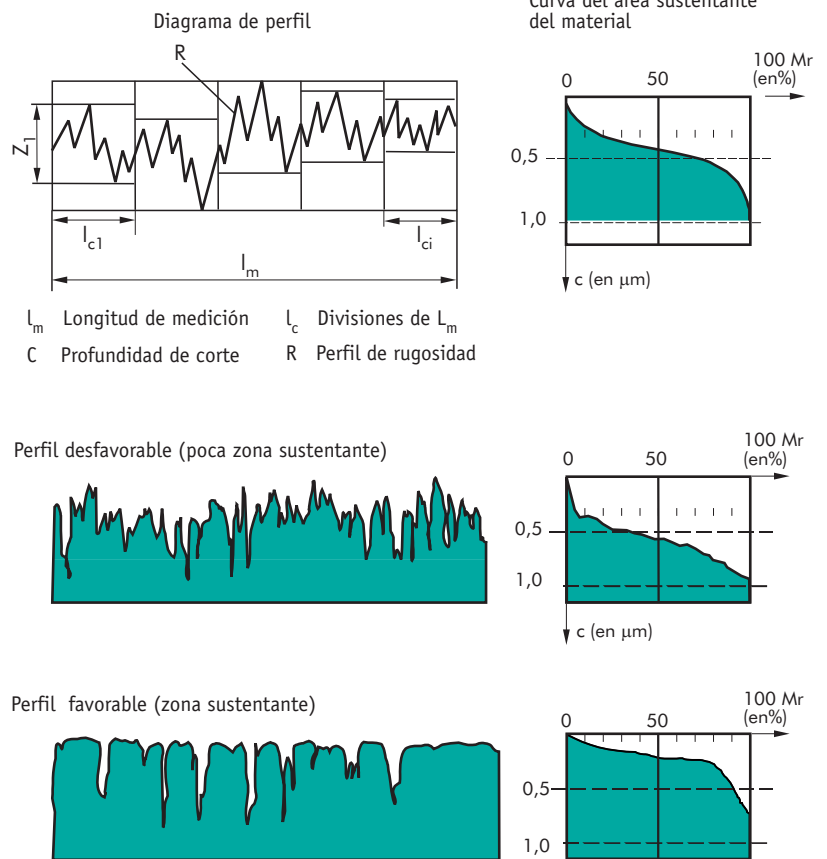 Curva del área sustentante
del material
Diagrama de perfil
R
Z1
lc1
lci
lm
0
50
100 Mr
(en%)
0,5
1,0
c (en µm)
lm Longitud de medición lc Divisiones de Lm
C Profundidad de corte R Perfil de rugosidad
Perfil desfavorable (poca zona sustentante)
0
50
100 Mr
(en%)
0,5
1,0
c (en µm)
Perfil favorable (zona sustentante)
0
50
100 Mr
(en%)
0,5
1,0